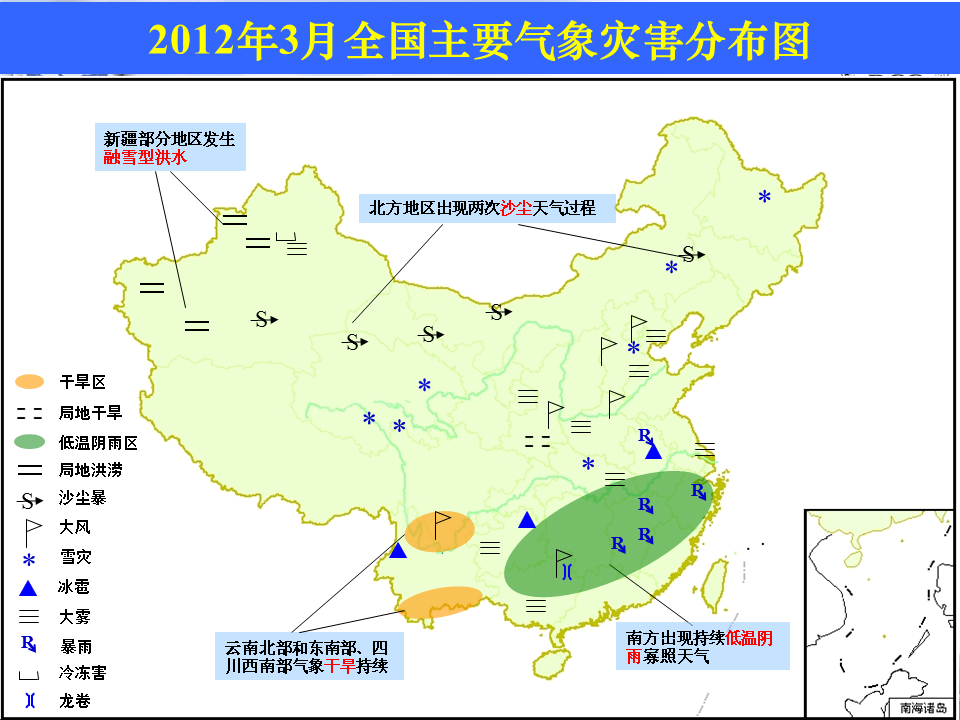 2012年3月全国主要气象灾害分布图
新疆部分地区发生
融雪型洪水
北方地区出现两次沙尘天气过程
干旱区
局地干旱
低温阴雨区
局地洪涝
沙尘暴
大风
雪灾
冰雹
大雾
暴雨
冷冻害
龙卷
云南北部和东南部、四
川西南部气象干旱持续
南方出现持续低温阴
雨寡照天气
南海诸岛